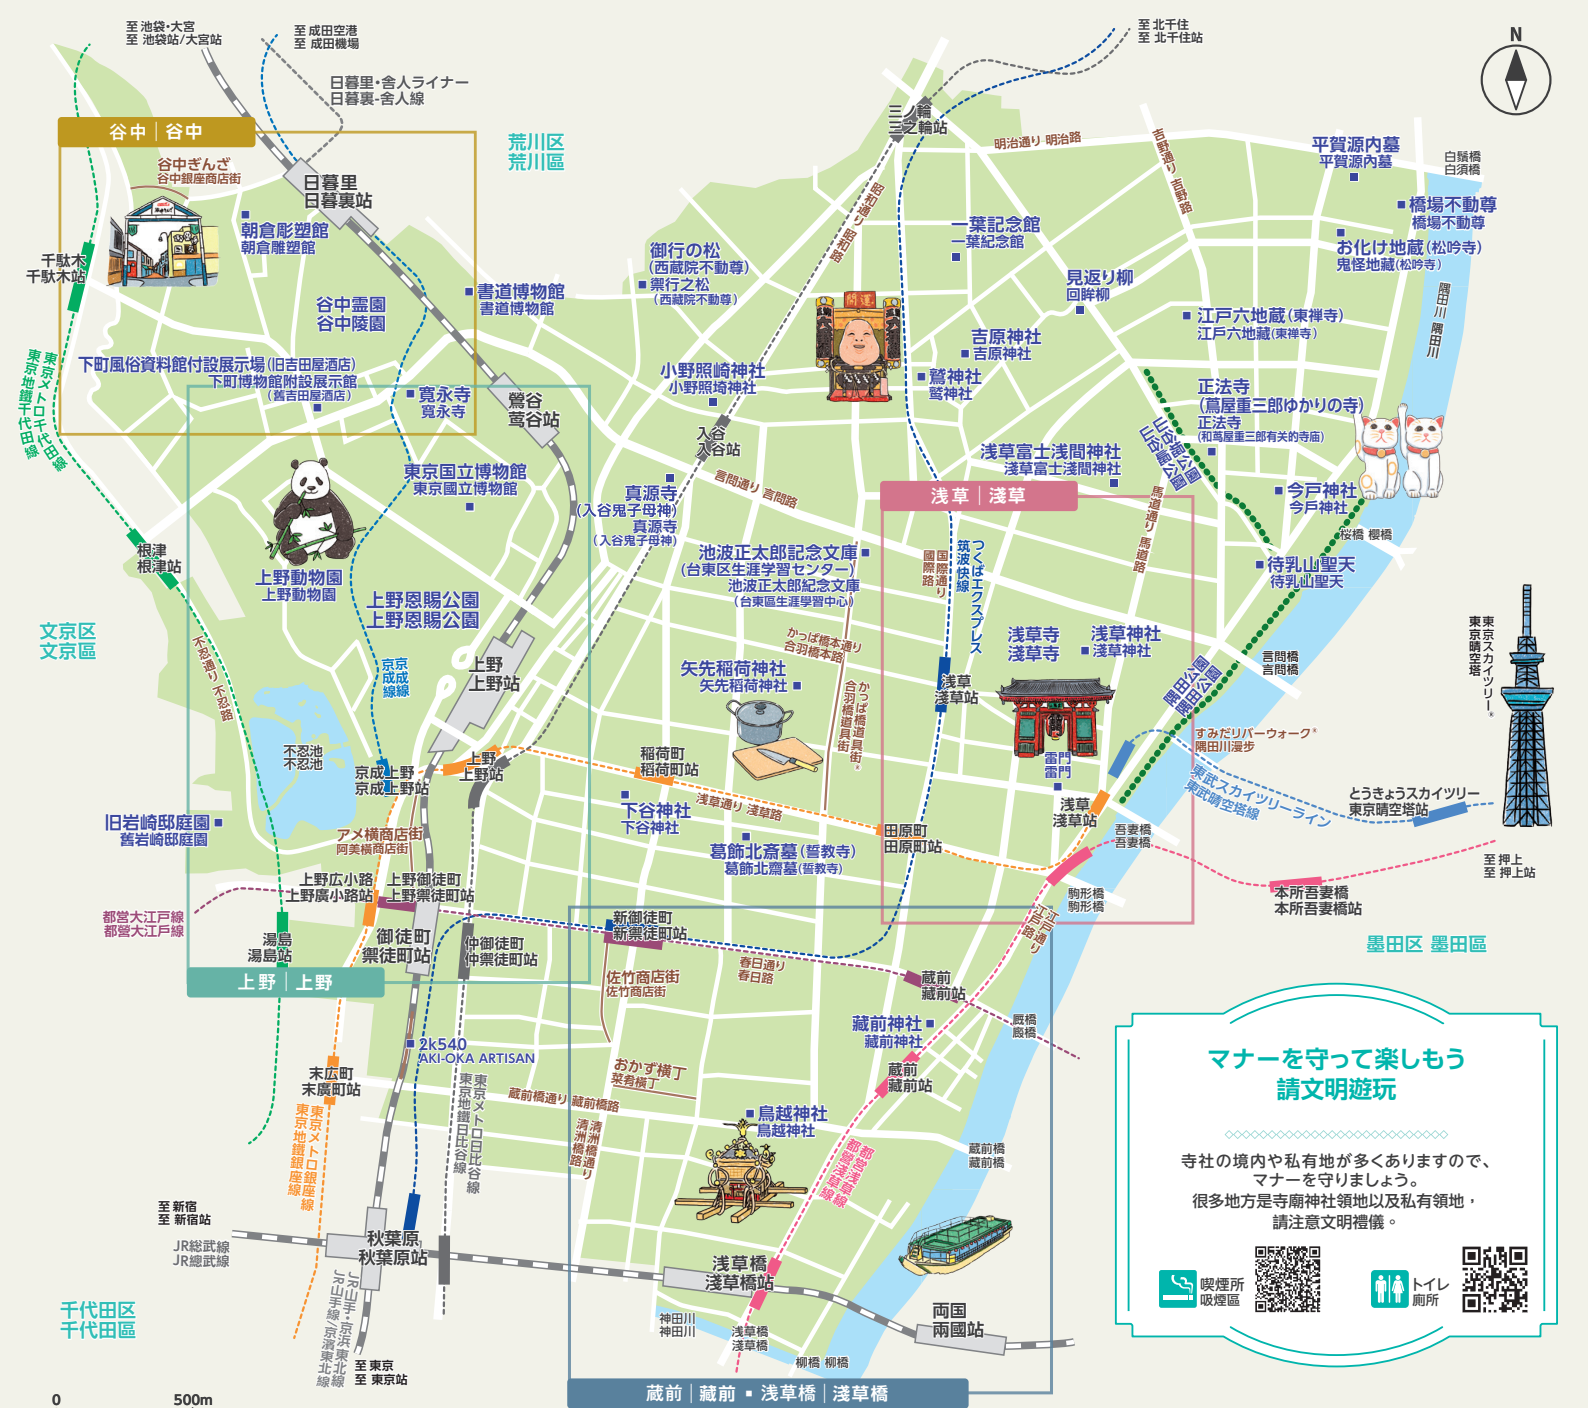 至 池袋・大宮
至 池袋站/大宮站
至 成田空港
至 成田機場
至 北千住
至 北千住站
N
日暮里・舎人ライナー
日暮裏-舍人線
谷中｜谷中
谷中ぎんざ
谷中銀座商店街
荒川区
荒川區
三ノ輪
三之輪站
明治通り 明治路
吉野通り 吉野路
平賀源内墓
平賀源內墓
白鬚橋
白須橋
日暮里
日暮裏站
朝倉彫塑館
朝倉雕塑館
昭和通り 昭和路
橋場不動尊
橋場不動尊
一葉記念館
一葉紀念館
お化け地蔵(松吟寺)
鬼怪地藏(松吟寺)
千駄木
千駄木站
御行の松
(西蔵院不動尊)
禦行之松
(西藏院不動尊)
見返り柳
回眸柳
書道博物館
書道博物館
谷中霊園
谷中陵園
隅田川 隅田川
江戸六地蔵(東禅寺)
江戶六地藏(東禅寺)
吉原神社
吉原神社
下町風俗資料館付設展示場(旧吉田屋酒店)
下町博物館附設展示館
(舊吉田屋酒店)
東京メトロ千代田線
東京地鐵千代田線
小野照崎神社
小野照埼神社
鷲神社
鷲神社
寛永寺
寬永寺
鶯谷
莺谷站
正法寺
(蔦屋重三郎ゆかりの寺)
正法寺
(和蔦屋重三郎有关的寺庙)
山谷堀公園
山谷堀公園
入谷
入谷站
浅草富士浅間神社
淺草富士淺間神社
東京国立博物館
東京國立博物館
言問通り 言問路
真源寺
(入谷鬼子母神)
真源寺
(入谷鬼子母神)
浅草｜淺草
馬道通り 馬道路
今戸神社
今戶神社
桜橋 櫻橋
根津
根津站
池波正太郎記念文庫
(台東区生涯学習センター)
池波正太郎紀念文庫
(台東區生涯學習中心)
国際通り
國際路
つくばエクスプレス
筑波快線
待乳山聖天
待乳山聖天
上野動物園
上野動物園
上野恩賜公園
上野恩賜公園
文京区
文京區
不忍通り 不忍路
かっぱ橋本通り
合羽橋本路
浅草寺
淺草寺
浅草神社
淺草神社
東京スカイツリー®
東京晴空塔
京成線
京成線
上野
上野站
矢先稲荷神社
矢先稻荷神社
かっぱ橋道具街®
合羽橋道具街
浅草
淺草站
言問橋
言問橋
隅田公園
隅田公園
不忍池
不忍池
すみだリバーウォーク®
隅田川漫步
雷門
雷門
上野
上野站
京成上野
京成上野站
稲荷町
稻荷町站
東武スカイツリーライン
東武晴空塔線
とうきょうスカイツリー
東京晴空塔站
浅草
淺草站
旧岩崎邸庭園
舊岩崎邸庭園
下谷神社
下谷神社
浅草通り 淺草路
田原町
田原町站
吾妻橋
吾妻橋
アメ横商店街
阿美橫商店街
葛飾北斎墓(誓教寺)
葛飾北齋墓(誓教寺)
至 押上
至 押上站
上野広小路
上野廣小路站
上野御徒町
上野禦徒町站
駒形橋
駒形橋
本所吾妻橋
本所吾妻橋站
都営大江戸線
都營大江戶線
新御徒町
新禦徒町站
江戸通り
江戶路
湯島
湯島站
御徒町
禦徒町站
仲御徒町
仲禦徒町站
墨田区 墨田區
上野｜上野
佐竹商店街
佐竹商店街
春日通り
春日路
蔵前
藏前站
蔵前神社
藏前神社
厩橋
廄橋
2k540
AKI-OKA ARTISAN
蔵前
藏前站
末広町
末廣町站
おかず横丁
菜肴橫丁
蔵前橋通り 藏前橋路
東京メトロ日比谷線
東京地鐵日比谷線
東京メトロ銀座線
東京地鐵銀座線
清洲橋通り
清洲橋路
鳥越神社
鳥越神社
都営浅草線
都營淺草線
蔵前橋
藏前橋
至 新宿
至 新宿站
JR総武線
JR總武線
秋葉原
秋葉原站
浅草橋
淺草橋站
JR山手・京浜東北線
JR山手線/京濱東北線
千代田区
千代田區
両国
兩國站
神田川
神田川
浅草橋
淺草橋
柳橋 柳橋
至 東京
至 東京站
蔵前｜藏前 ▪ 浅草橋｜淺草橋
0 500m
マナーを守って楽しもう
請文明遊玩
寺社の境内や私有地が多くありますので、
マナーを守りましょう。
很多地方是寺廟神社領地以及私有領地，
請注意文明禮儀。
喫煙所
吸煙區
トイレ
廁所